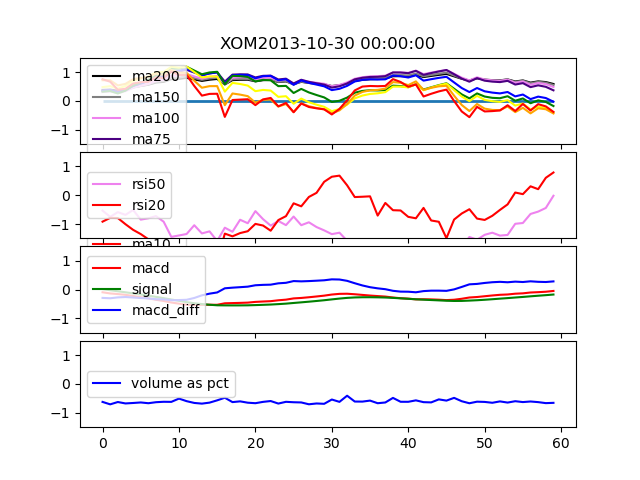 XOM2013-10-30 00:00:00
1
0
−1
ma200
ma150
ma100
ma75
1
0
−1
rsi50
rsi20
ma10
1
0
−1
macd
signal
macd_diff
1
0
−1
volume as pct
0 10 20 30 40 50 60